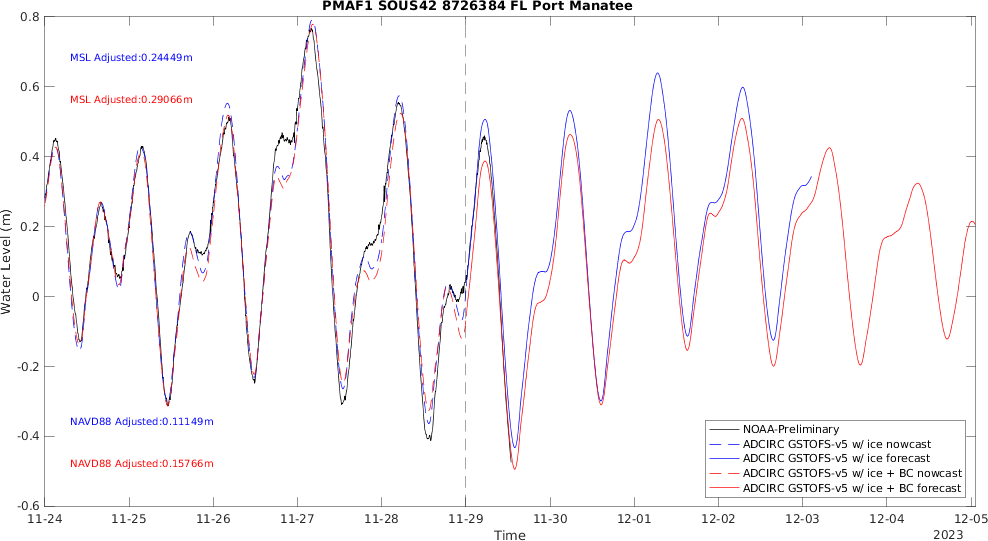 PMAF1 SOUS42 8726384 FL Port Manatee
0.8
0.6
0.4
0.2
0
-0.2
-0.4
-0.6
Water Level (m)
MSL Adjusted:0.24449m
MSL Adjusted:0.29066m
NAVD88 Adjusted:0.11149m
NAVD88 Adjusted:0.15766m
NOAA-Preliminary
ADCIRC GSTOFS-v5 w/ ice nowcast
ADCIRC GSTOFS-v5 w/ ice forecast
ADCIRC GSTOFS-v5 w/ ice + BC nowcast
ADCIRC GSTOFS-v5 w/ ice + BC forecast
11-24 11-25 11-26 11-27 11-28 11-29 11-30 12-01 12-02 12-03 12-04 12-05
Time
2023